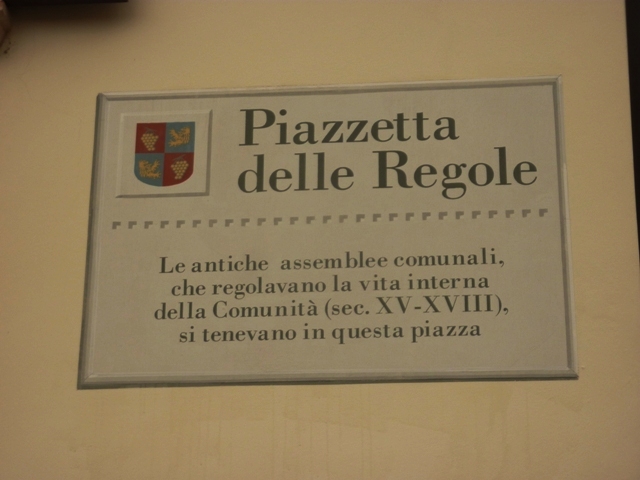 Piazzetta
delle Regole
Le antiche assemblee comunali,
che regolavano la vita interna
della Comunità (sec. XV-XVIII),
si tenevano in questa piazza